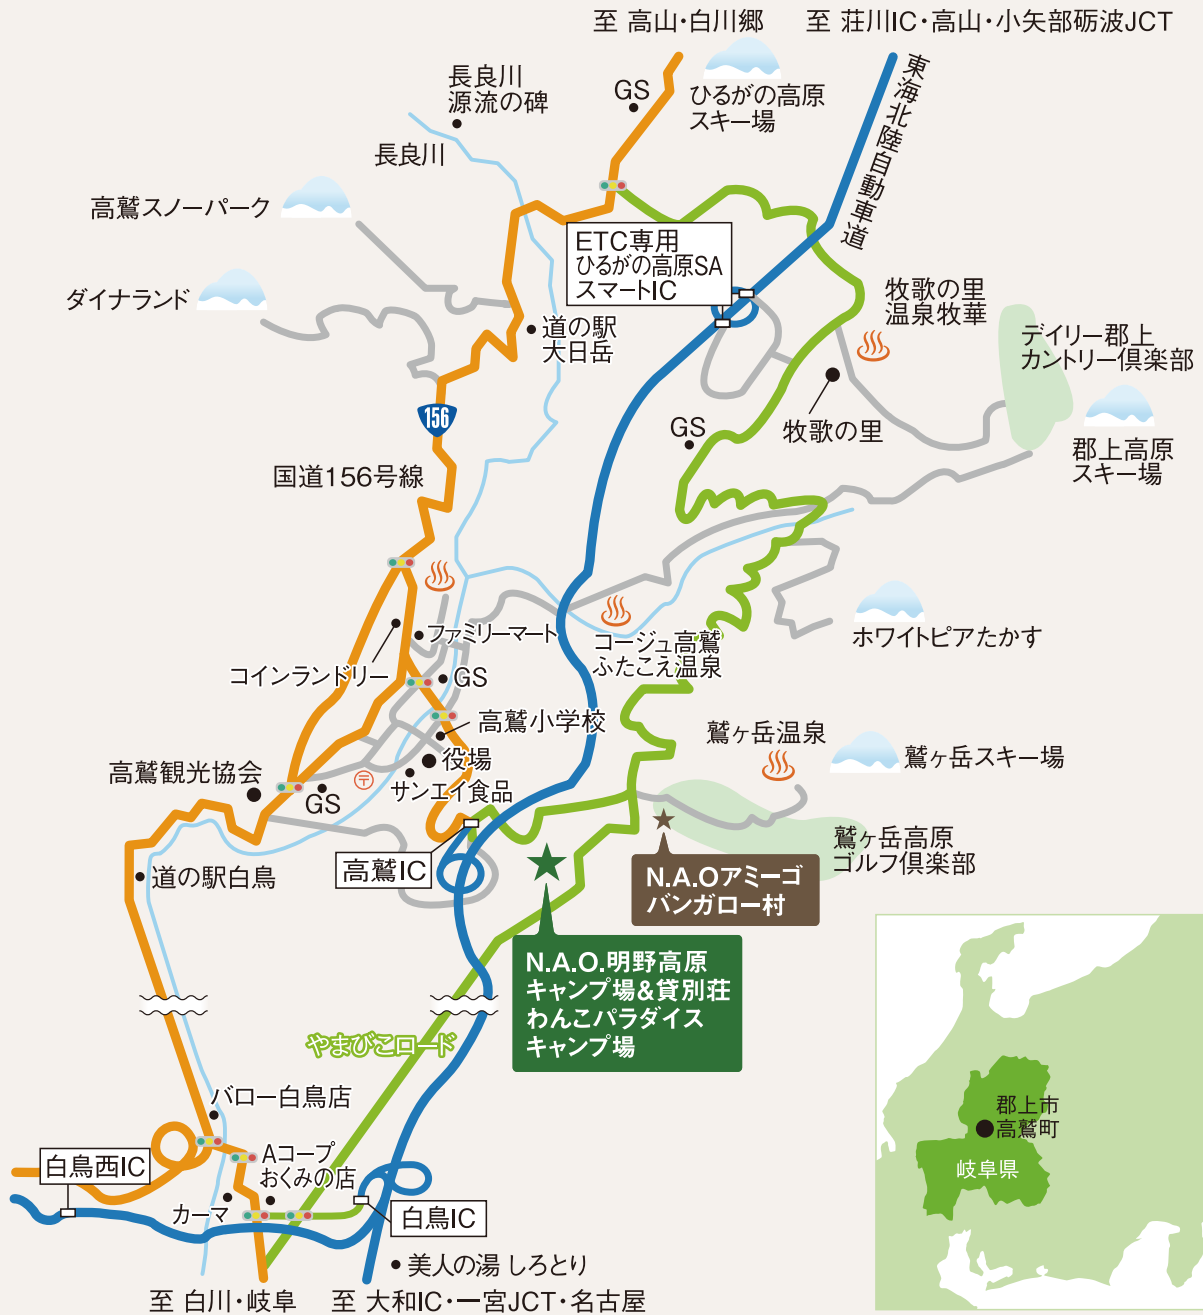 至 高山・白川郷
至 荘川IC・高山・小矢部砺波JCT
東海北陸自動車道
長良川
源流の碑
GS
ひるがの高原
スキー場
長良川
高鷲スノーパーク
ETC専用
ひるがの高原SA
スマートIC
ダイナランド
道の駅
大日岳
牧歌の里
温泉牧華
デイリー郡上
カントリー倶楽部
156
GS
牧歌の里
郡上高原
スキー場
国道156号線
ファミリーマート
コージュ高鷲
ふたこえ温泉
ホワイトピアたかす
コインランドリー
GS
高鷲小学校
鷲ヶ岳温泉
鷲ヶ岳スキー場
高鷲観光協会
役場
GS
〒
サンエイ食品
高鷲IC
鷲ヶ岳高原
ゴルフ倶楽部
道の駅白鳥
N.A.Oアミーゴ
バンガロー村
N.A.O.明野高原
キャンプ場&貸別荘
わんこパラダイス
キャンプ場
やまびこロード
バロー白鳥店
郡上市
高鷲町
岐阜県
白鳥西IC
Aコープ
おくみの店
カーマ
白鳥IC
美人の湯 しろとり
至 白川・岐阜
至 大和IC・一宮JCT・名古屋